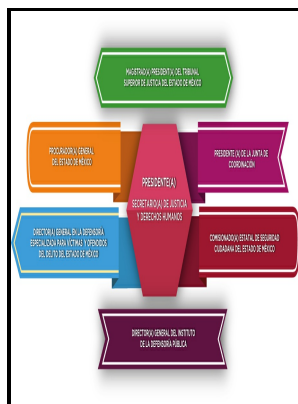 MAGISTRAD(A) PRESIDENT(A) DEL TRIBUNAL
SUPERIOR DE JUSTICIA DEL ESTADO DE MÉXICO
PROCURADOR(A) GENERAL
DEL ESTADO DE MÉXICO
PRESIDENTE (A) DE LA JUNTA DE
COORDINACIÓN
PRESIDENTE(A)
SECRETARIO(A) DE JUSTICIA
Y DERECHOS HUMANOS
DIRECTOR(A) GENERAL EN LA DEFENSORÍA
ESPECIALIZADA PARA VÍCTIMAS Y OFENDIDOS
DEL DELITO DEL ESTADO DE MÉXICO
COMISIONADO(A) ESTATAL DE SEGURIDAD
CIUDADANA DEL ESTADO DE MÉXICO
DIRECTOR(A) GENERAL DEL INSTITUTO
DE LA DEFENSORÍA PÚBLICA